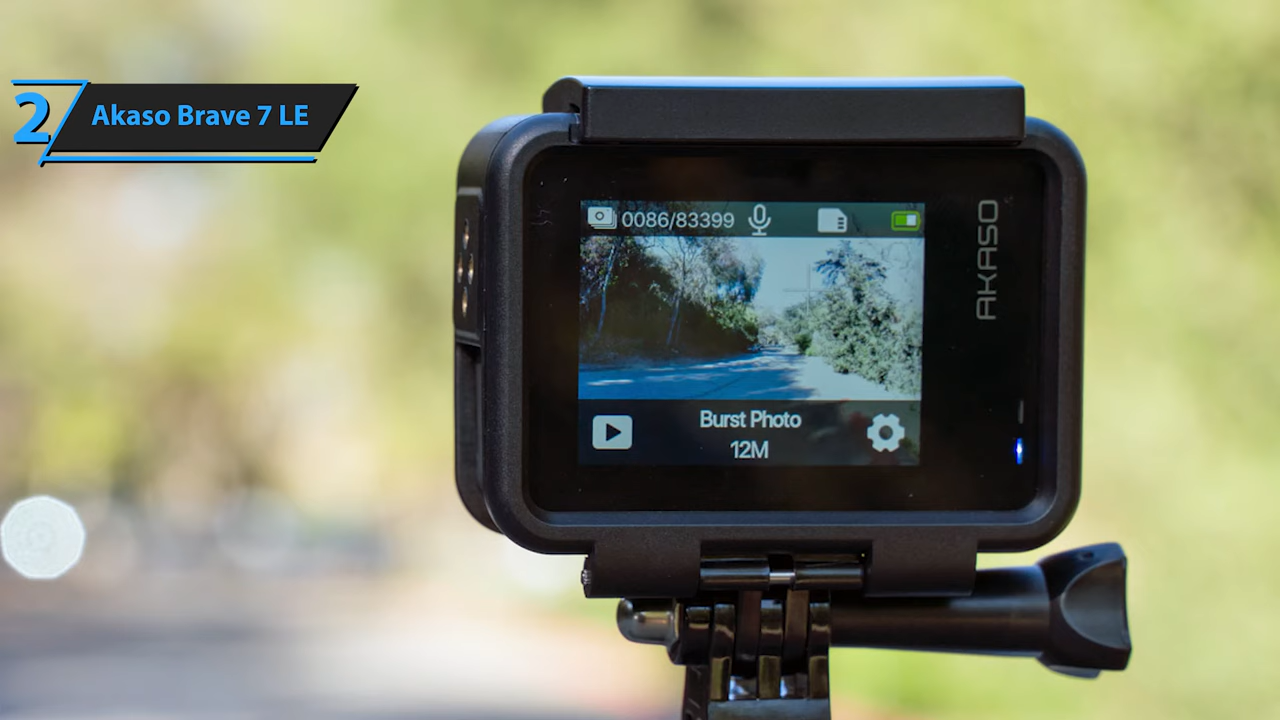 2
Akaso Brave 7 LE
0086/83399
AKASO
Burst Photo
12M